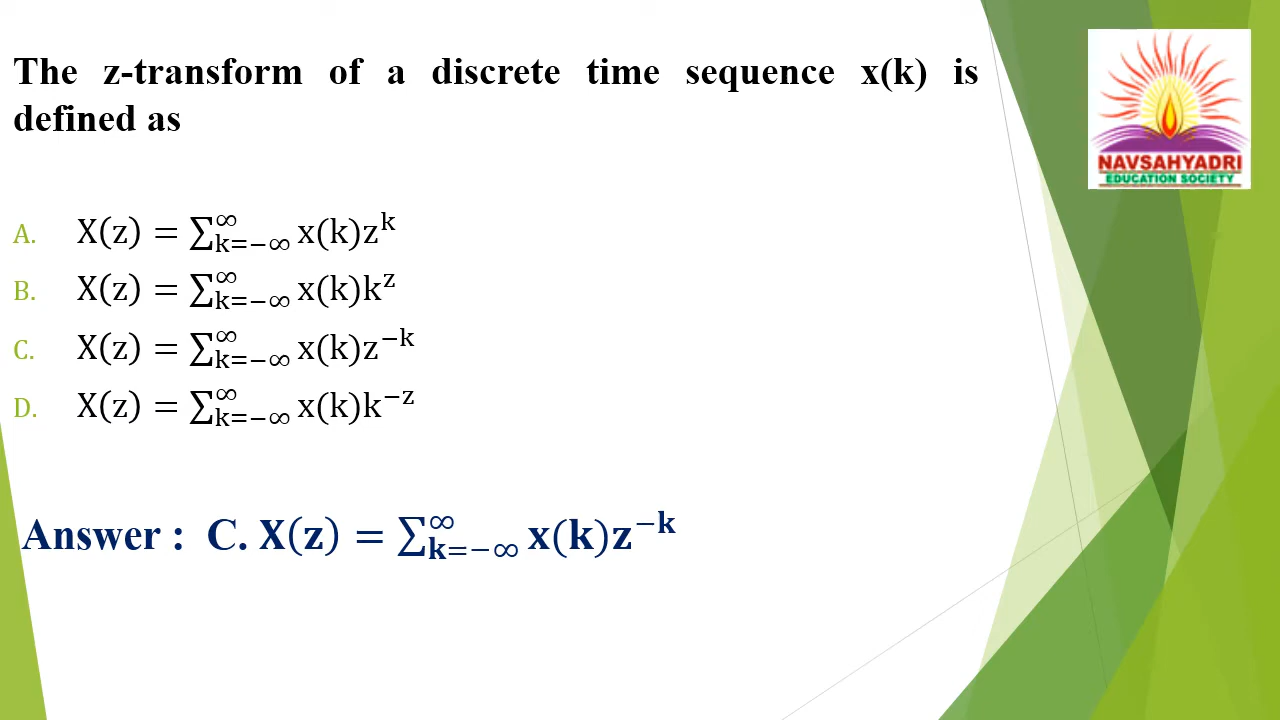 The z-transform of a discrete time sequence x(k) is
defined as
NAVSAHYADRI
EDUCATION SOCIETY
A. X(z) = ∑_{k=−∞}^{∞} x(k)z^{k}
B. X(z) = ∑_{k=−∞}^{∞} x(k)k^{z}
C. X(z) = ∑_{k=−∞}^{∞} x(k)z^{−k}
D. X(z) = ∑_{k=−∞}^{∞} x(k)k^{−z}
Answer : C. X(z) = ∑_{k=−∞}^{∞} x(k)z^{−k}